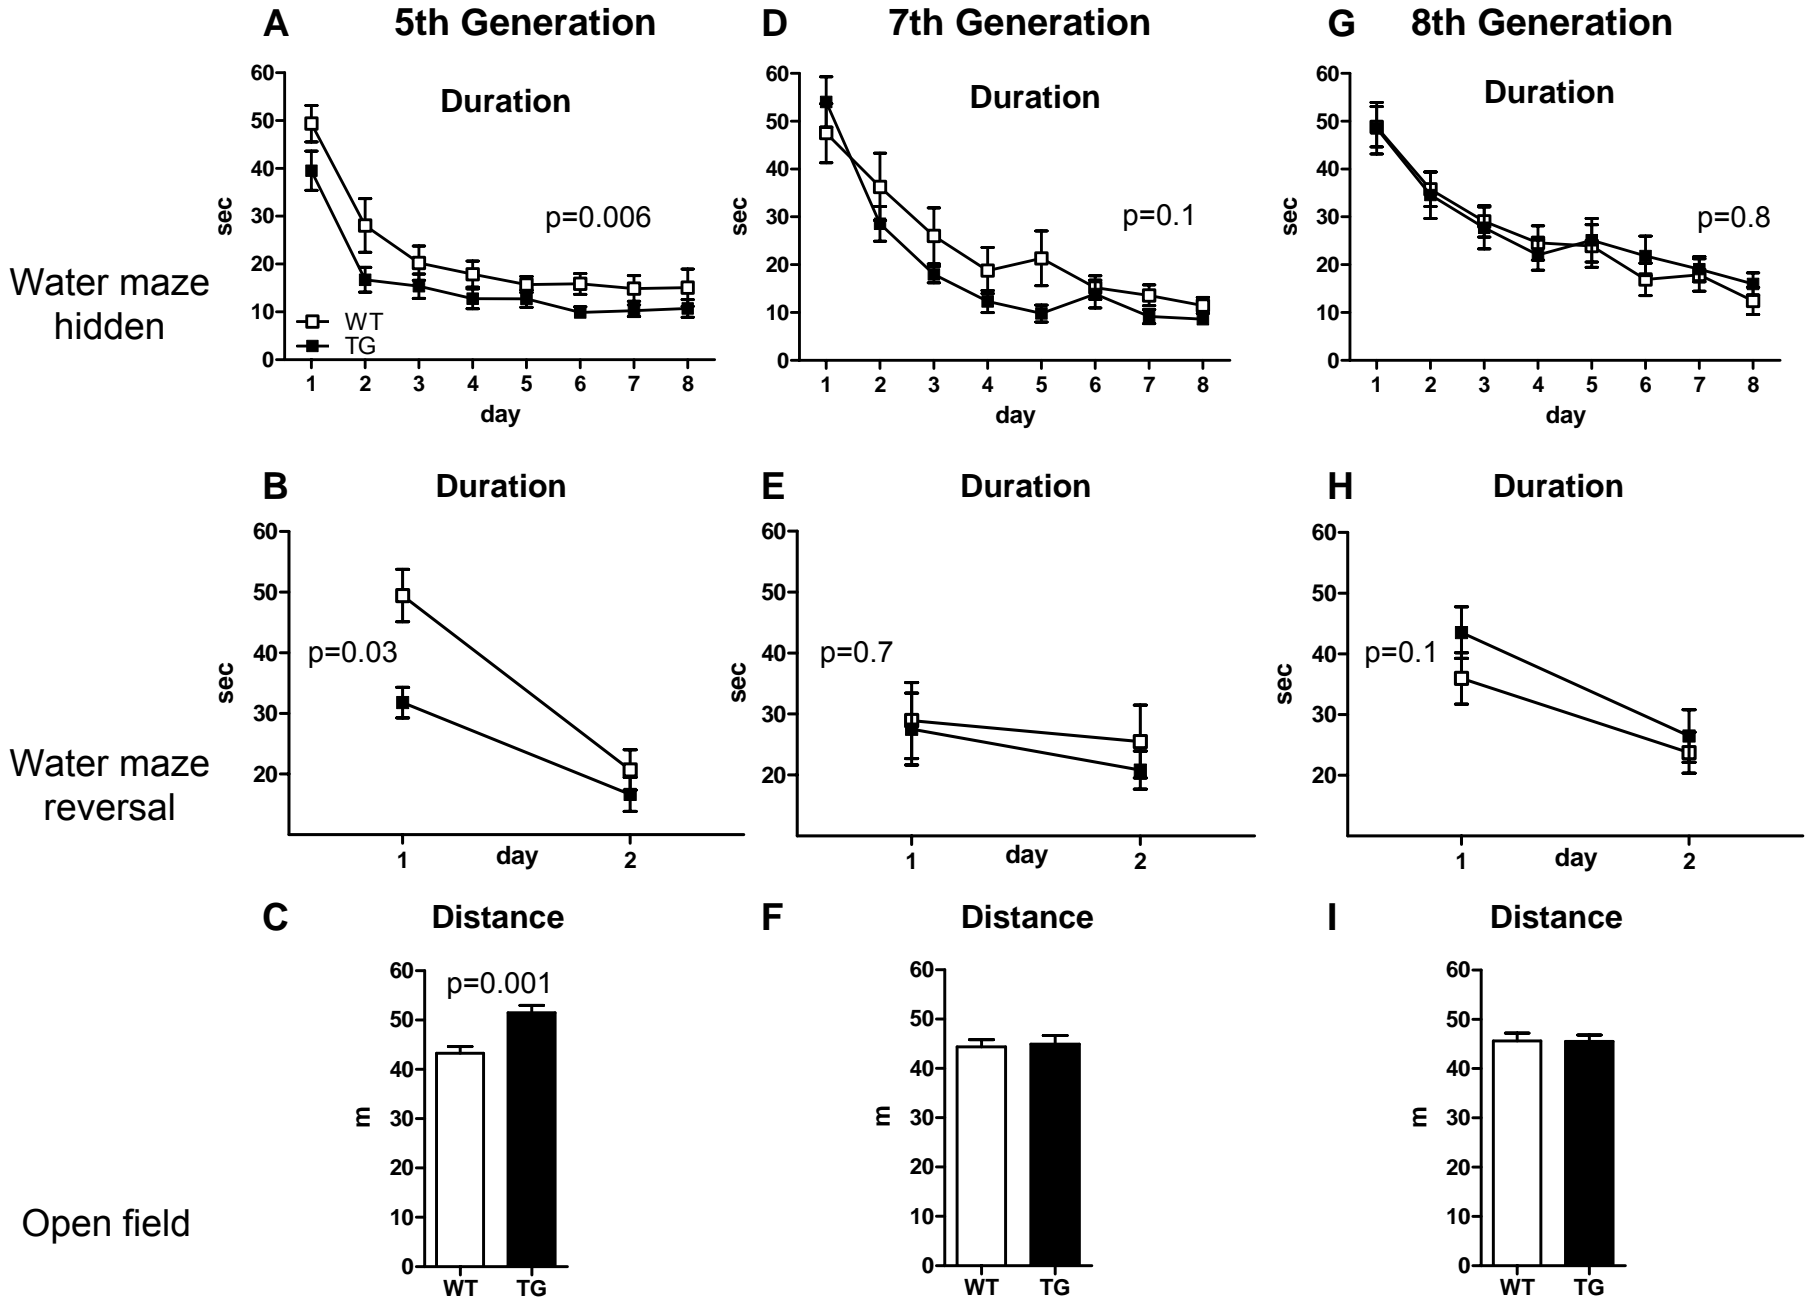 A 5th Generation
D 7th Generation
G 8th Generation
Duration
60
50
40
30
20
10
0
sec
p=0.006
WT
TG
1 2 3 4 5 6 7 8
day
Duration
60
50
40
30
20
10
0
sec
p=0.1
1 2 3 4 5 6 7 8
day
Duration
60
50
40
30
20
10
0
sec
p=0.8
1 2 3 4 5 6 7 8
day
Water maze
hidden
B Duration
60
50
40
30
20
sec
p=0.03
1 day 2
E Duration
60
50
40
30
20
sec
p=0.7
1 day 2
H Duration
60
50
40
30
20
sec
p=0.1
1 day 2
Water maze
reversal
C Distance
60
50
40
30
20
10
0
m
p=0.001
WT TG
F Distance
60
50
40
30
20
10
0
m
WT TG
I Distance
60
50
40
30
20
10
0
m
WT TG
Open field